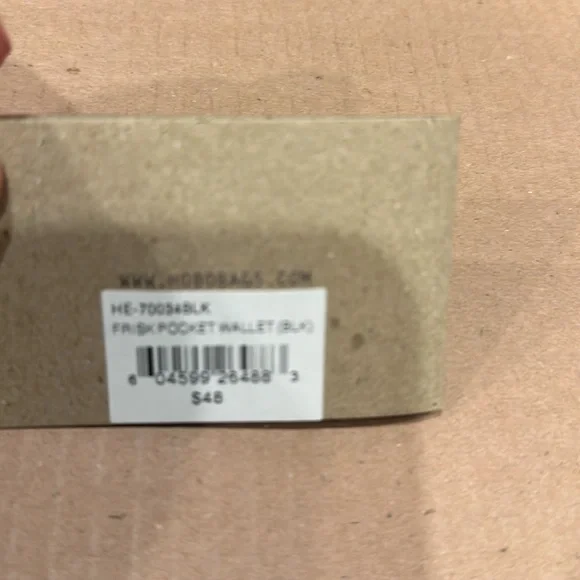 WWW.HOBOBAGS.COM
HE-70034BLK
FRISK POCKET WALLET (BLK)
6 04599 26488 3
$48